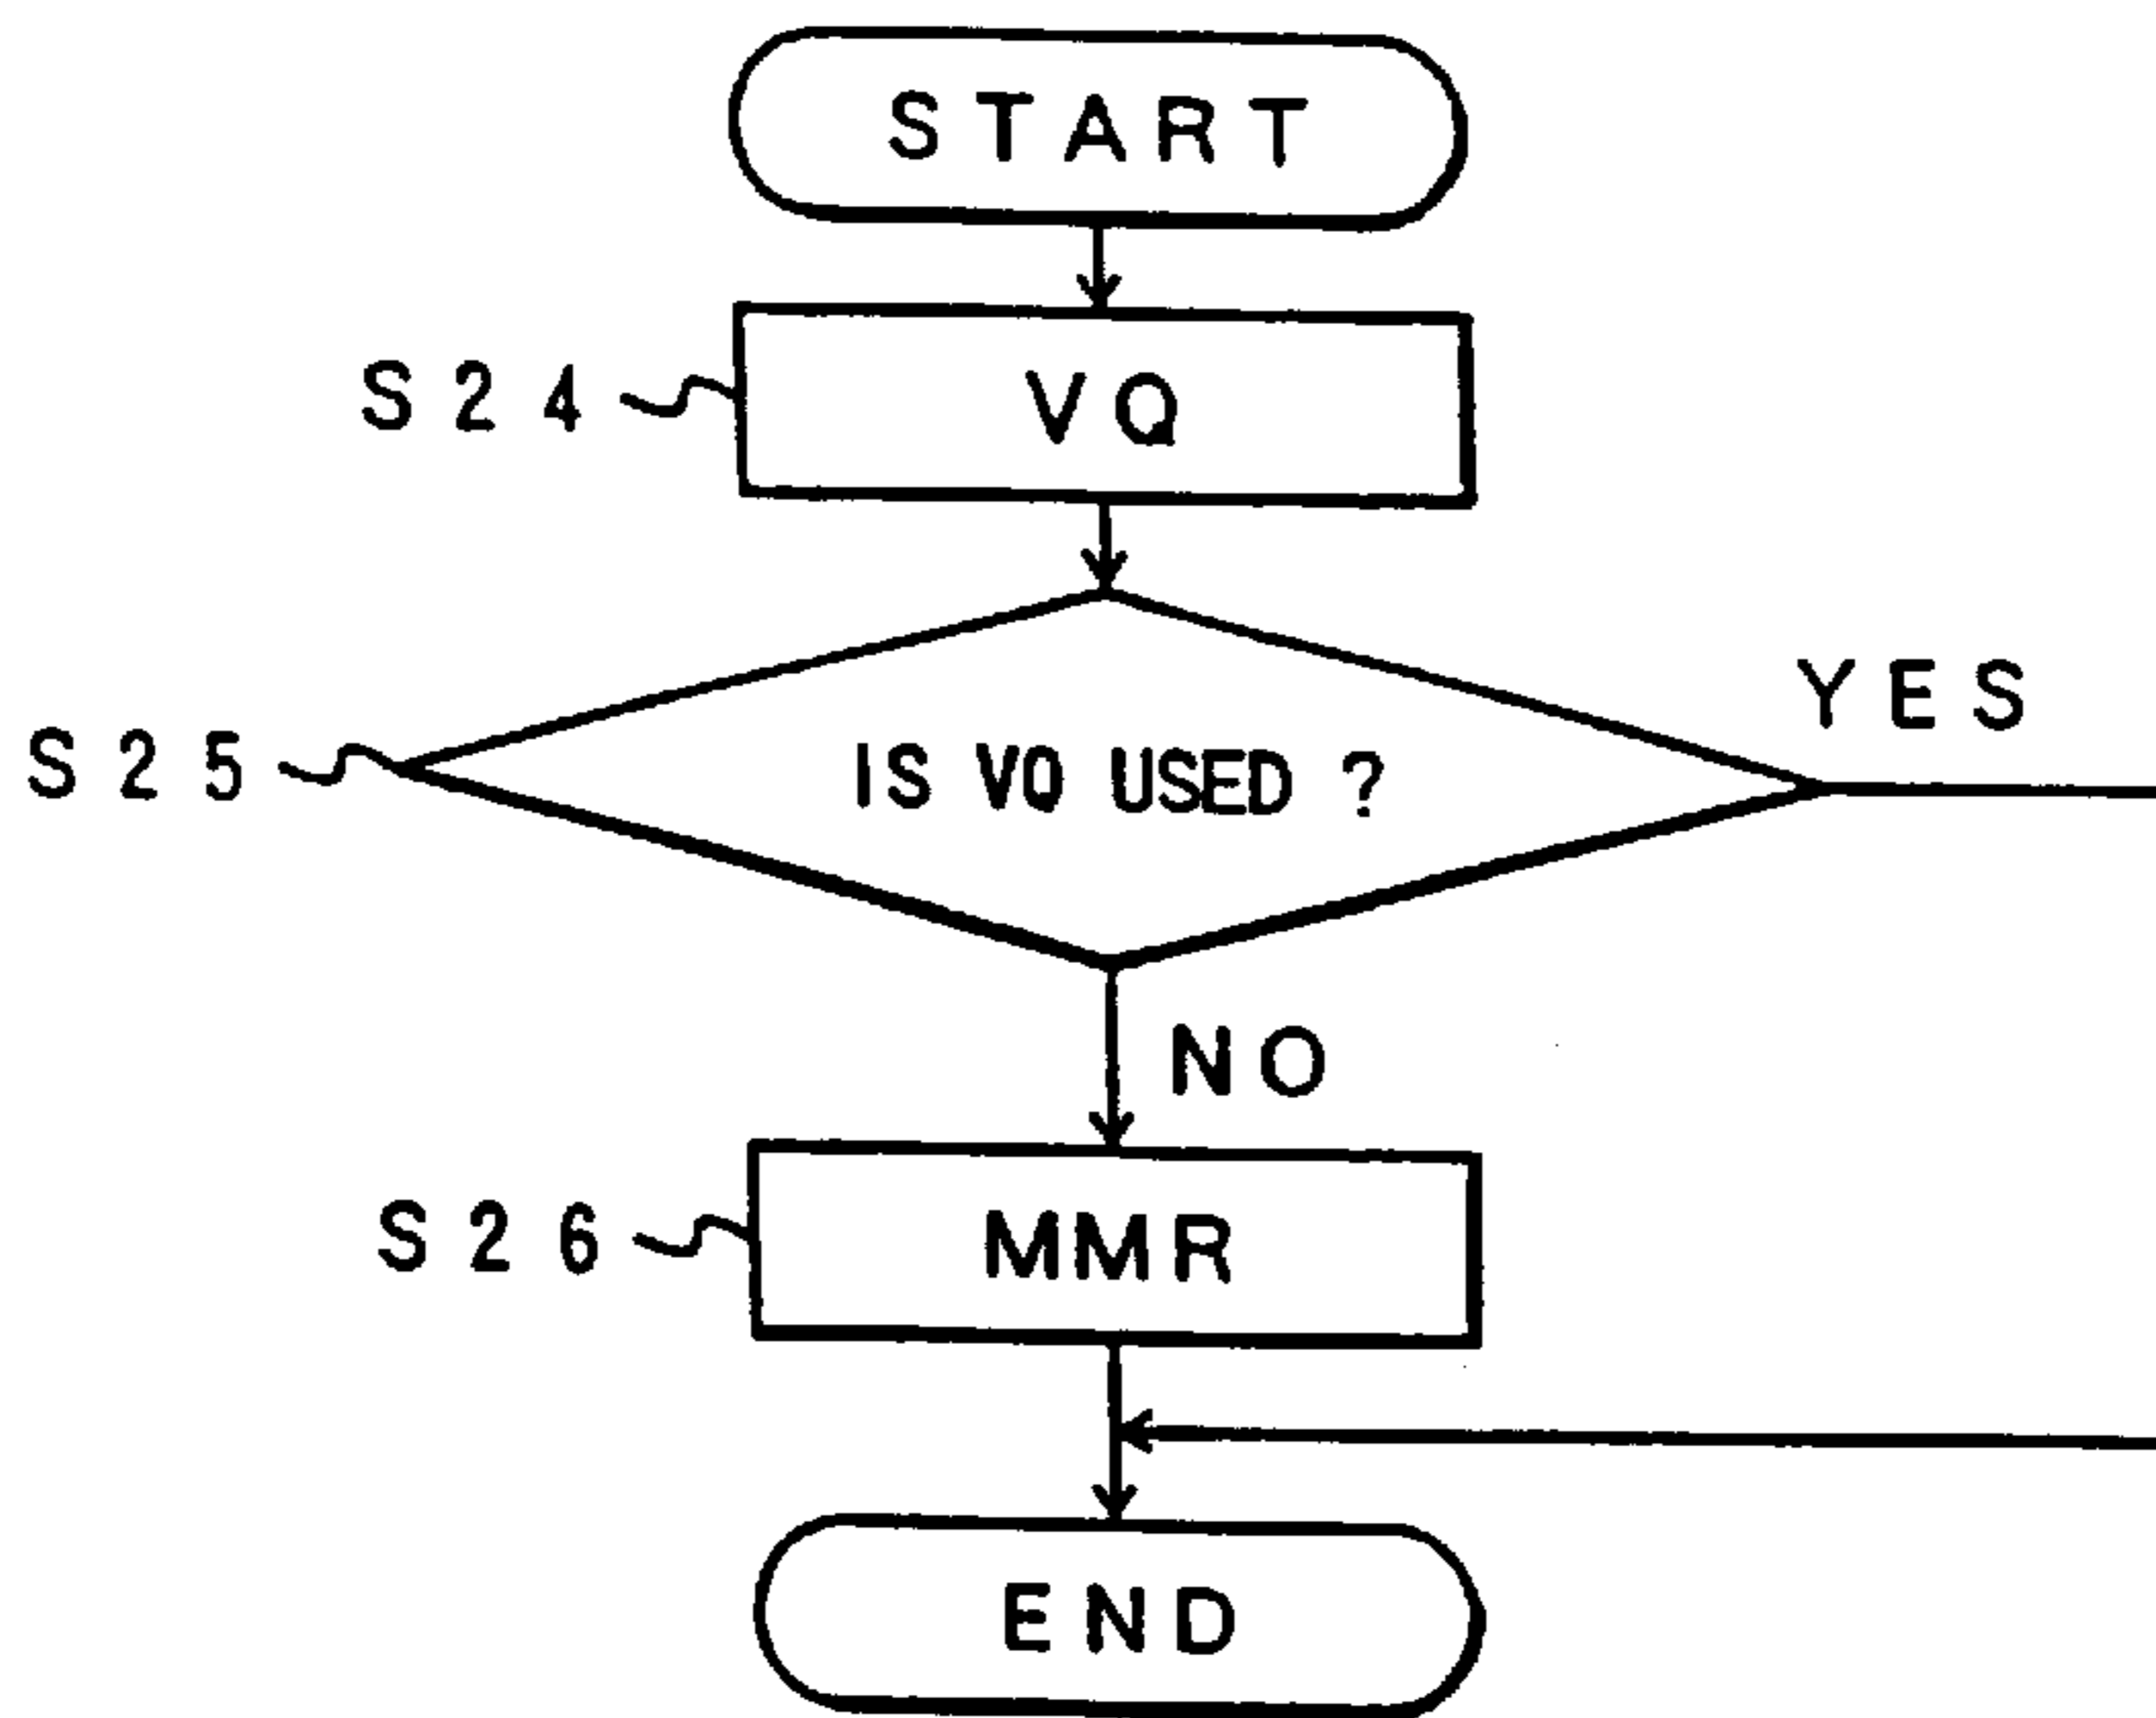 START
S24
VQ
YES
S25
IS VQ USED ?
NO
S26
MMR
END